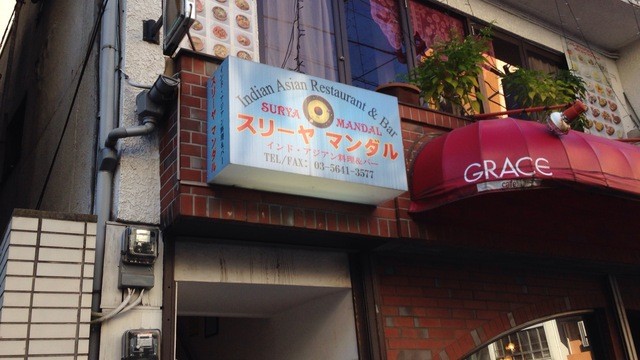 Indian Asian Restaurant & Bar
SURYA MANDAL
スリーヤ マンダル
インド・アジアン料理&バー
TEL/FAX: 03-5641-3577
スリーヤ マンダル
GRACE